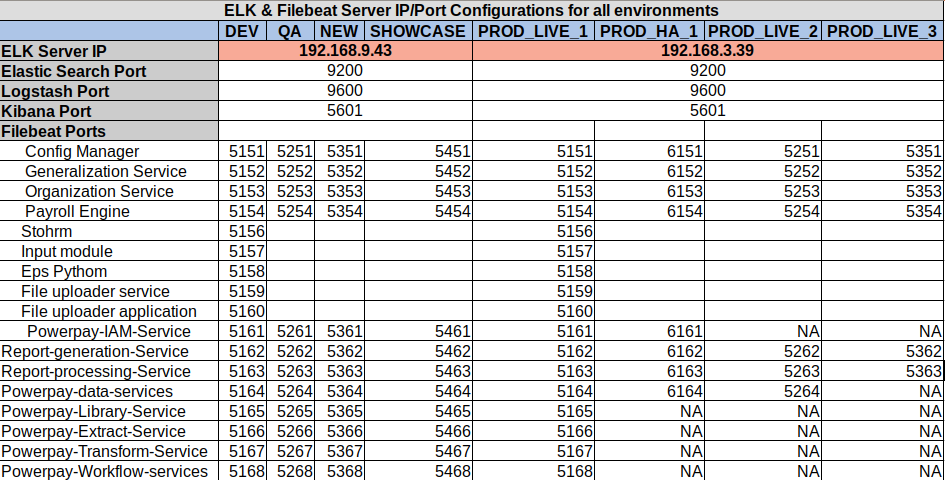 ELK & Filebeat Server IP/Port Configurations for all environments
DEV QA NEW SHOWCASE PROD_LIVE_1 PROD_HA_1 PROD_LIVE_2 PROD_LIVE_3
ELK Server IP 192.168.9.43 192.168.3.39
Elastic Search Port 9200 9200
Logstash Port 9600 9600
Kibana Port 5601 5601
Filebeat Ports
Config Manager 5151 5251 5351 5451 5151 6151 5251 5351
Generalization Service 5152 5252 5352 5452 5152 6152 5252 5352
Organization Service 5153 5253 5353 5453 5153 6153 5253 5353
Payroll Engine 5154 5254 5354 5454 5154 6154 5254 5354
Stohrm 5156 5156
Input module 5157 5157
Eps Pythom 5158 5158
File uploader service 5159 5159
File uploader application 5160 5160
Powerpay-IAM-Service 5161 5261 5361 5461 5161 6161 NA NA
Report-generation-Service 5162 5262 5362 5462 5162 6162 5262 5362
Report-processing-Service 5163 5263 5363 5463 5163 6163 5263 5363
Powerpay-data-services 5164 5264 5364 5464 5164 6164 5264 NA
Powerpay-Library-Service 5165 5265 5365 5465 5165 NA NA NA
Powerpay-Extract-Service 5166 5266 5366 5466 5166 NA NA NA
Powerpay-Transform-Service 5167 5267 5367 5467 5167 NA NA NA
Powerpay-Workflow-services 5168 5268 5368 5468 5168 NA NA NA